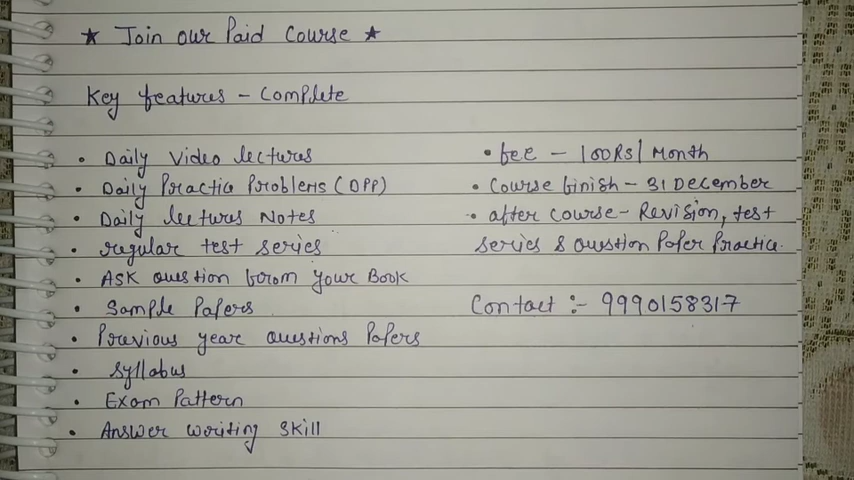 ★ Join our Paid Course ★
Key features - Complete
• Daily Video lectures
• Daily Practice Problems (DPP)
• Daily lectures Notes
• regular test series
• ASK question from your Book
• Sample Papers
• Previous year questions Papers
• Syllabus
• Exam Pattern
• Answer writing skill
• fee - 100Rs/Month
• Course finish - 31 December
• after course - Revision, test
series & question Paper Practice.
Contact :- 9990158317